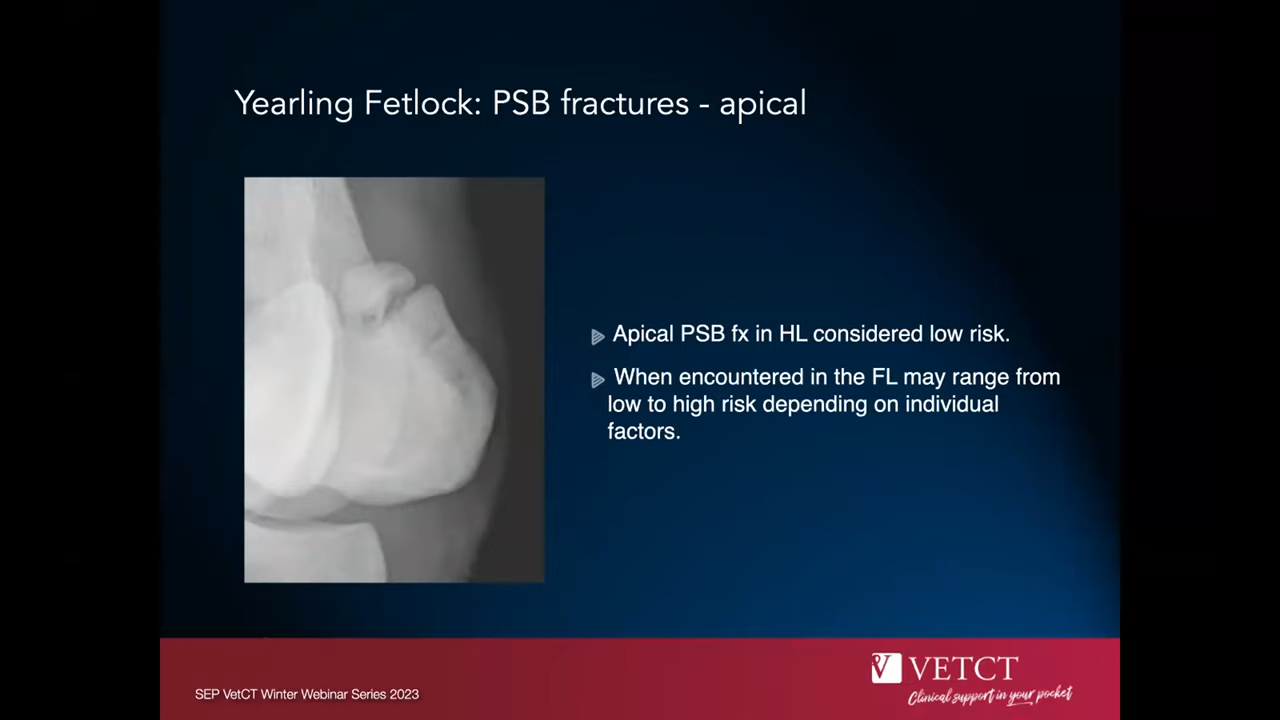 Yearling Fetlock: PSB fractures - apical
Apical PSB fx in HL considered low risk.
When encountered in the FL may range from
low to high risk depending on individual
factors.
SEP VetCT Winter Webinar Series 2023
V VETCT
Clinical support in your pocket